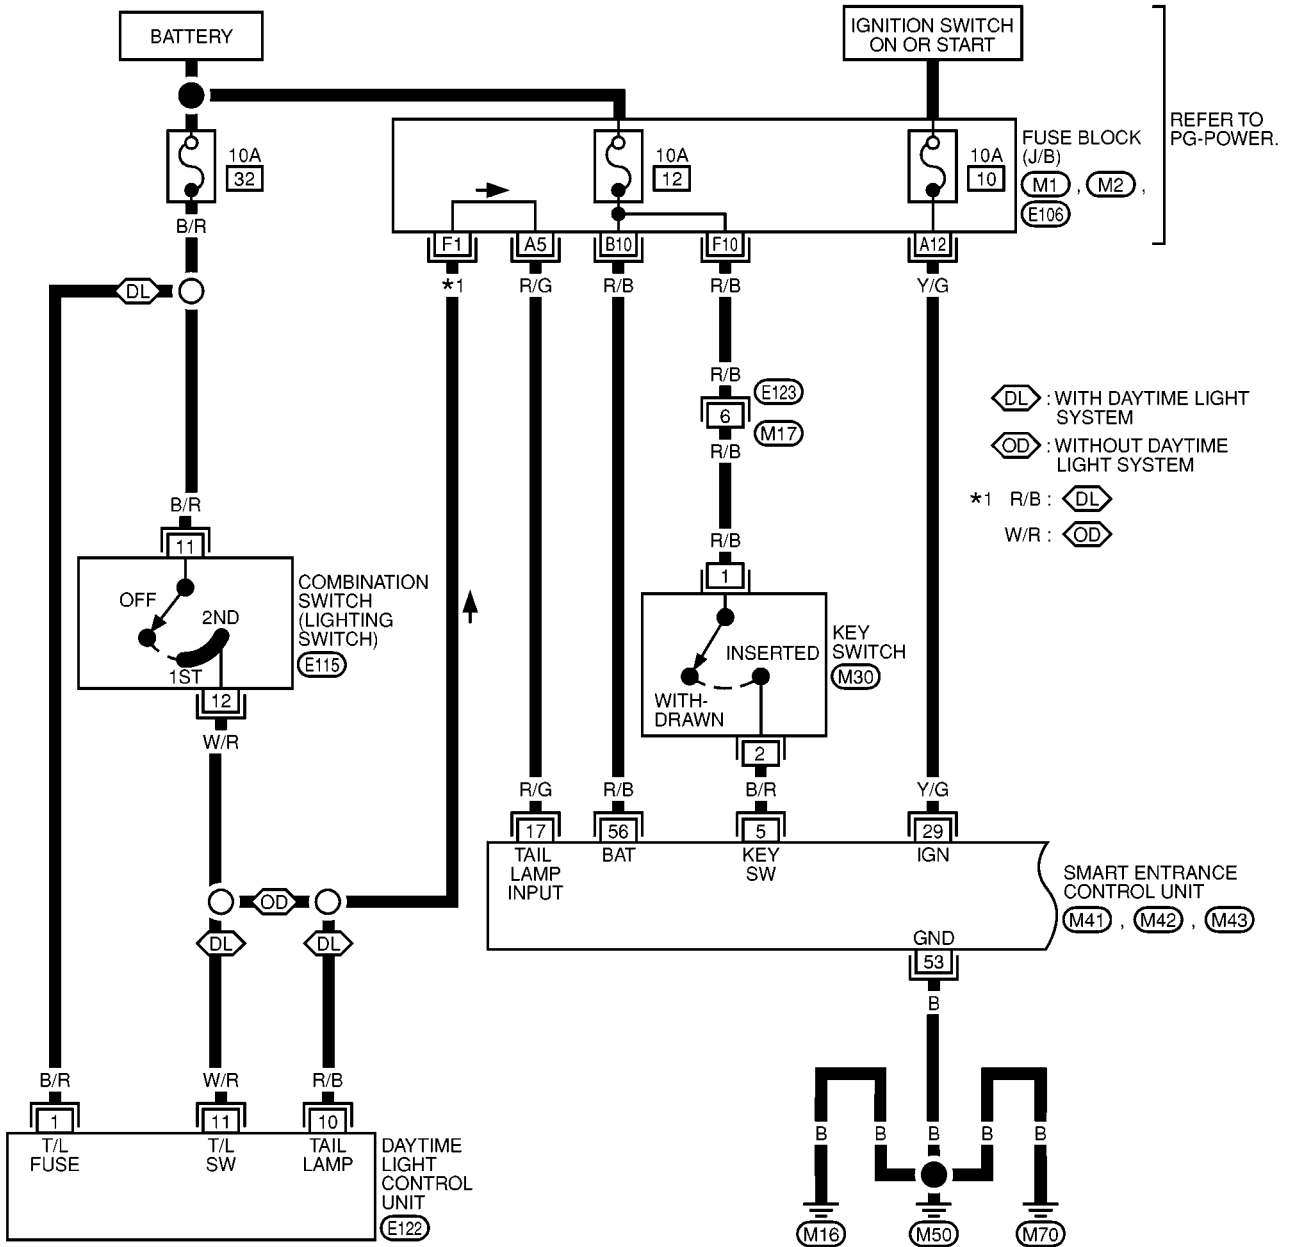 BATTERY
IGNITION SWITCH
ON OR START
REFER TO
PG-POWER.
10A
32
10A
12
10A
10
FUSE BLOCK
(J/B)
M1 , M2 ,
E106
B/R
F1 A5 B10 F10 A12
*1 R/G R/B R/B Y/G
DL
R/B
E123
6
M17
R/B
DL : WITH DAYTIME LIGHT
SYSTEM
OD : WITHOUT DAYTIME
LIGHT SYSTEM
*1 R/B : DL
W/R : OD
B/R
11
R/B
1
OFF
2ND
1ST
COMBINATION
SWITCH
(LIGHTING
SWITCH)
E115
12
W/R
INSERTED
WITH-
DRAWN
KEY
SWITCH
M30
2
R/G R/B B/R Y/G
17 56 5 29
TAIL
LAMP
INPUT
BAT
KEY
SW
IGN
SMART ENTRANCE
CONTROL UNIT
M41 , M42 , M43
GND
53
B
OD
DL DL
B/R W/R R/B
1 11 10
T/L
FUSE
T/L
SW
TAIL
LAMP
DAYTIME
LIGHT
CONTROL
UNIT
E122
B B B B B
M16 M50 M70